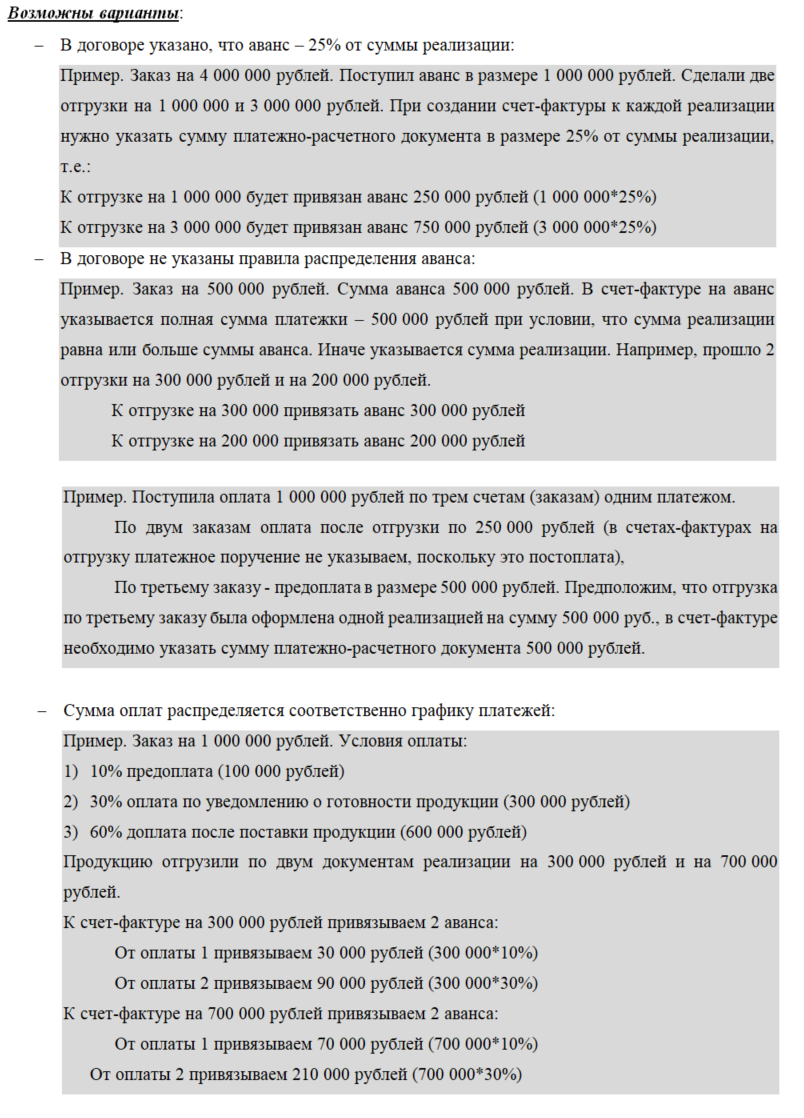 Возможны варианты:
– В договоре указано, что аванс – 25% от суммы реализации:
Пример. Заказ на 4 000 000 рублей. Поступил аванс в размере 1 000 000 рублей. Сделали две
отгрузки на 1 000 000 и 3 000 000 рублей. При создании счет-фактуры к каждой реализации
нужно указать сумму платежно-расчетного документа в размере 25% от суммы реализации,
т.е.:
К отгрузке на 1 000 000 будет привязан аванс 250 000 рублей (1 000 000*25%)
К отгрузке на 3 000 000 будет привязан аванс 750 000 рублей (3 000 000*25%)
– В договоре не указаны правила распределения аванса:
Пример. Заказ на 500 000 рублей. Сумма аванса 500 000 рублей. В счет-фактуре на аванс
указывается полная сумма платежки – 500 000 рублей при условии, что сумма реализации
равна или больше суммы аванса. Иначе указывается сумма реализации. Например, прошло 2
отгрузки на 300 000 рублей и на 200 000 рублей.
К отгрузке на 300 000 привязать аванс 300 000 рублей
К отгрузке на 200 000 привязать аванс 200 000 рублей
Пример. Поступила оплата 1 000 000 рублей по трем счетам (заказам) одним платежом.
По двум заказам оплата после отгрузки по 250 000 рублей (в счетах-фактурах на
отгрузку платежное поручение не указываем, поскольку это постоплата),
По третьему заказу - предоплата в размере 500 000 рублей. Предположим, что отгрузка
по третьему заказу была оформлена одной реализацией на сумму 500 000 руб., в счет-фактуре
необходимо указать сумму платежно-расчетного документа 500 000 рублей.
– Сумма оплат распределяется соответственно графику платежей:
Пример. Заказ на 1 000 000 рублей. Условия оплаты:
1) 10% предоплата (100 000 рублей)
2) 30% оплата по уведомлению о готовности продукции (300 000 рублей)
3) 60% доплата после поставки продукции (600 000 рублей)
Продукцию отгрузили по двум документам реализации на 300 000 рублей и на 700 000
рублей.
К счет-фактуре на 300 000 рублей привязываем 2 аванса:
От оплаты 1 привязываем 30 000 рублей (300 000*10%)
От оплаты 2 привязываем 90 000 рублей (300 000*30%)
К счет-фактуре на 700 000 рублей привязываем 2 аванса:
От оплаты 1 привязываем 70 000 рублей (700 000*10%)
От оплаты 2 привязываем 210 000 рублей (700 000*30%)